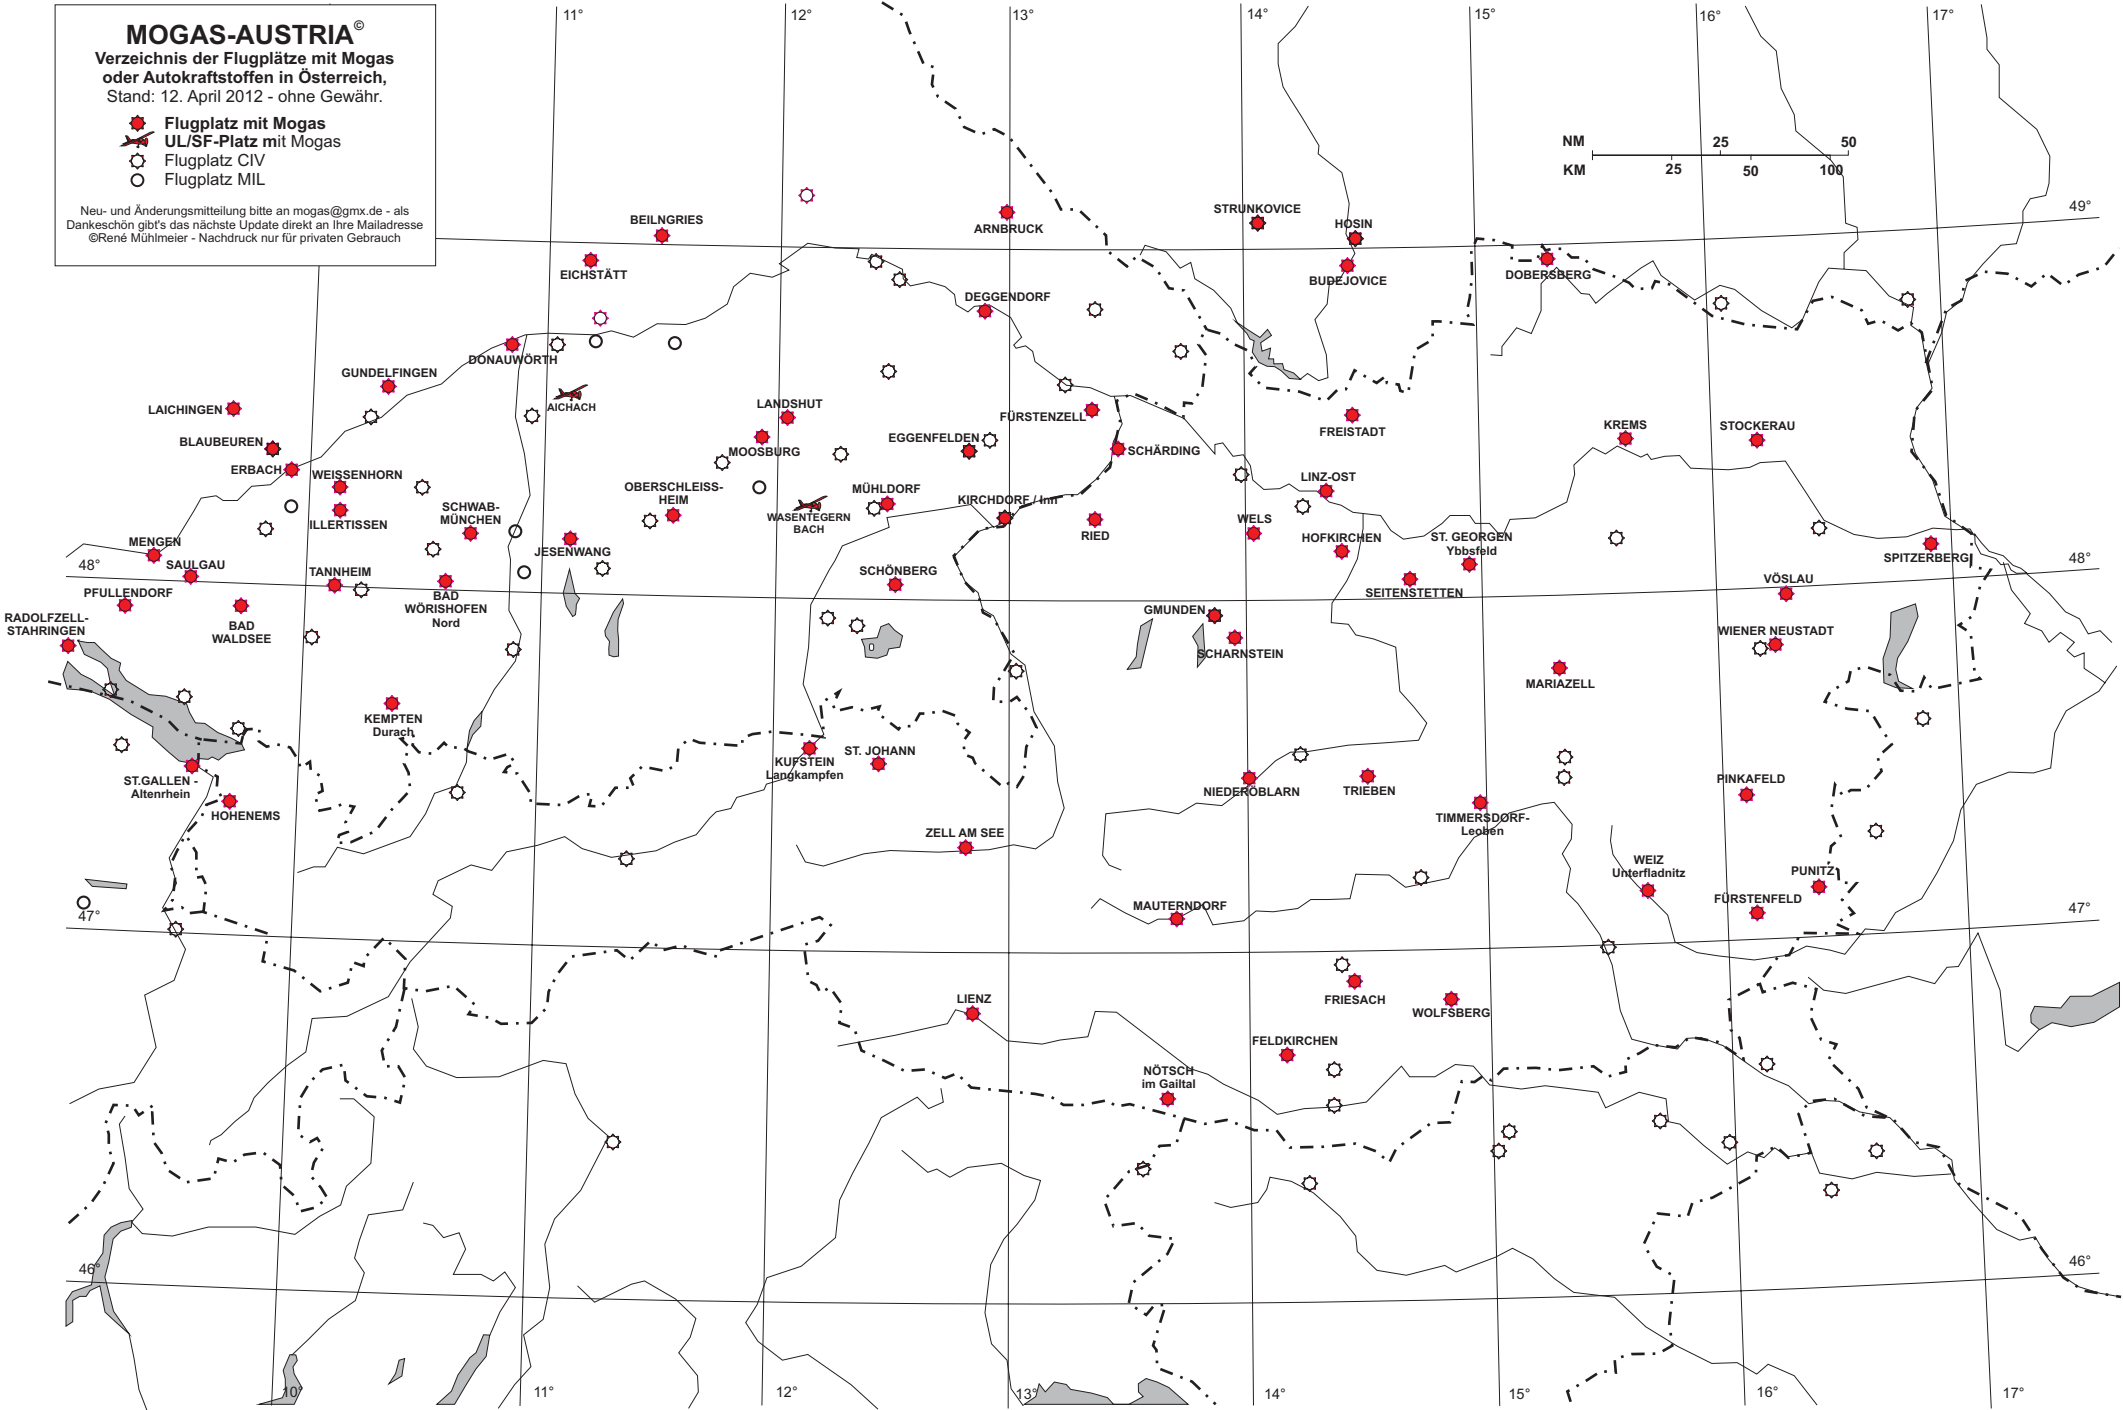 MOGAS-AUSTRIA©
Verzeichnis der Flugplätze mit Mogas
oder Autokraftstoffen in Österreich,
Stand: 12. April 2012 - ohne Gewähr.
Flugplatz mit Mogas
UL/SF-Platz mit Mogas
Flugplatz CIV
Flugplatz MIL
Neu- und Änderungsmitteilung bitte an mogas@gmx.de - als
Dankeschön gibt's das nächste Update direkt an Ihre Mailadresse
©René Mühlmeier - Nachdruck nur für privaten Gebrauch
11°
12°
13°
14°
15°
16°
17°
NM
25
50
KM
25
50
100
49°
BEILNGRIES
ARNBRUCK
STRUNKOVICE
HOSIN
EICHSTÄTT
BUDEJOVICE
DOBERSBERG
DEGGENDORF
DONAUWÖRTH
GUNDELFINGEN
AICHACH
LAICHINGEN
LANDSHUT
FÜRSTENZELL
FREISTADT
KREMS
STOCKERAU
BLAUBEUREN
MOOSBURG
EGGENFELDEN
SCHÄRDING
ERBACH
WEISSENHORN
OBERSCHLEISS-
HEIM
MÜHLDORF
LINZ-OST
ILLERTISSEN
SCHWAB-
MÜNCHEN
WASENTEGERN
BACH
KIRCHDORF / Inn
RIED
WELS
HOFKIRCHEN
ST. GEORGEN
Ybbsfeld
MENGEN
JESENWANG
SPITZERBERG
48°
SAULGAU
TANNHEIM
SCHÖNBERG
SEITENSTETTEN
VÖSLAU
48°
PFULLENDORF
BAD
WALDSEE
BAD
WÖRISHOFEN
Nord
GMUNDEN
RADOLFZELL-
STAHRINGEN
SCHARNSTEIN
WIENER NEUSTADT
MARIAZELL
KEMPTEN
Durach
KUFSTEIN
Langkampfen
ST. JOHANN
ST.GALLEN -
Altenrhein
NIEDERÖBLARN
TRIEBEN
PINKAFELD
HOHENEMS
TIMMERSDORF-
Leoben
ZELL AM SEE
WEIZ
Unterfladnitz
PUNITZ
FÜRSTENFELD
47°
MAUTERNDORF
47°
LIENZ
FRIESACH
WOLFSBERG
FELDKIRCHEN
NÖTSCH
im Gailtal
46°
46°
10°
11°
12°
13°
14°
15°
16°
17°